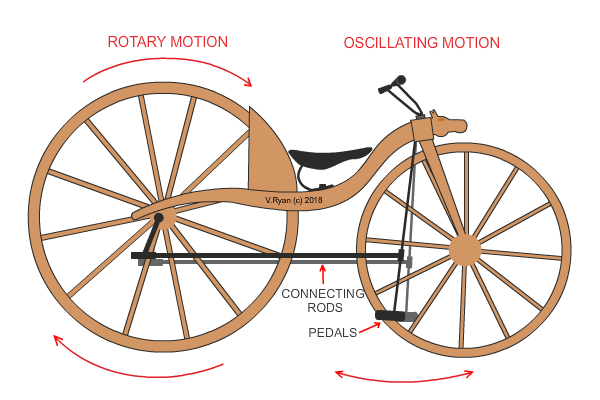 ROTARY MOTION
OSCILLATING MOTION
V.Ryan (c) 2018
CONNECTING
RODS
PEDALS